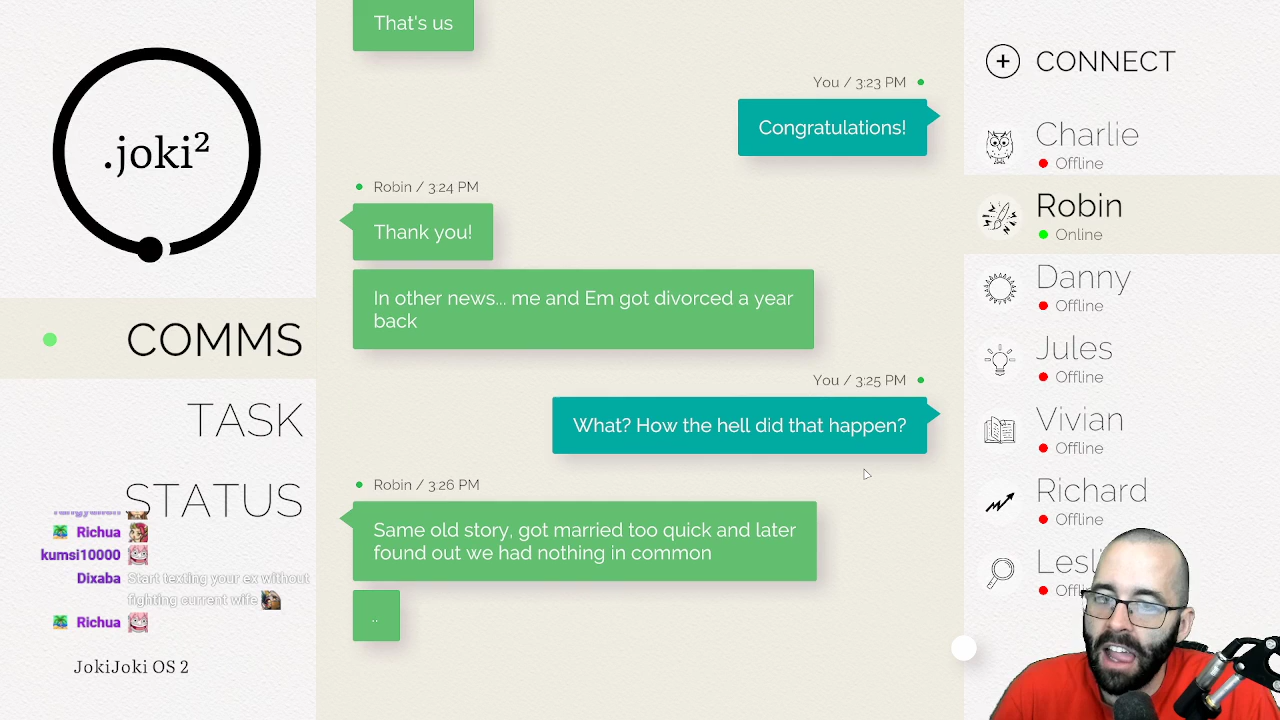 .joki²
COMMS
TASK
STATUS
Richua
kumsi10000
Dixaba Start texting your ex without
fighting current wife
Richua
JokiJoki OS 2
That's us
You / 3:23 PM
Congratulations!
Robin / 3:24 PM
Thank you!
In other news... me and Em got divorced a year
back
You / 3:25 PM
What? How the hell did that happen?
Robin / 3:26 PM
Same old story, got married too quick and later
found out we had nothing in common
..
+ CONNECT
Charlie
Offline
Robin
Online
Danny
Offline
Jules
Offline
Vivian
Offline
Richard
Offline